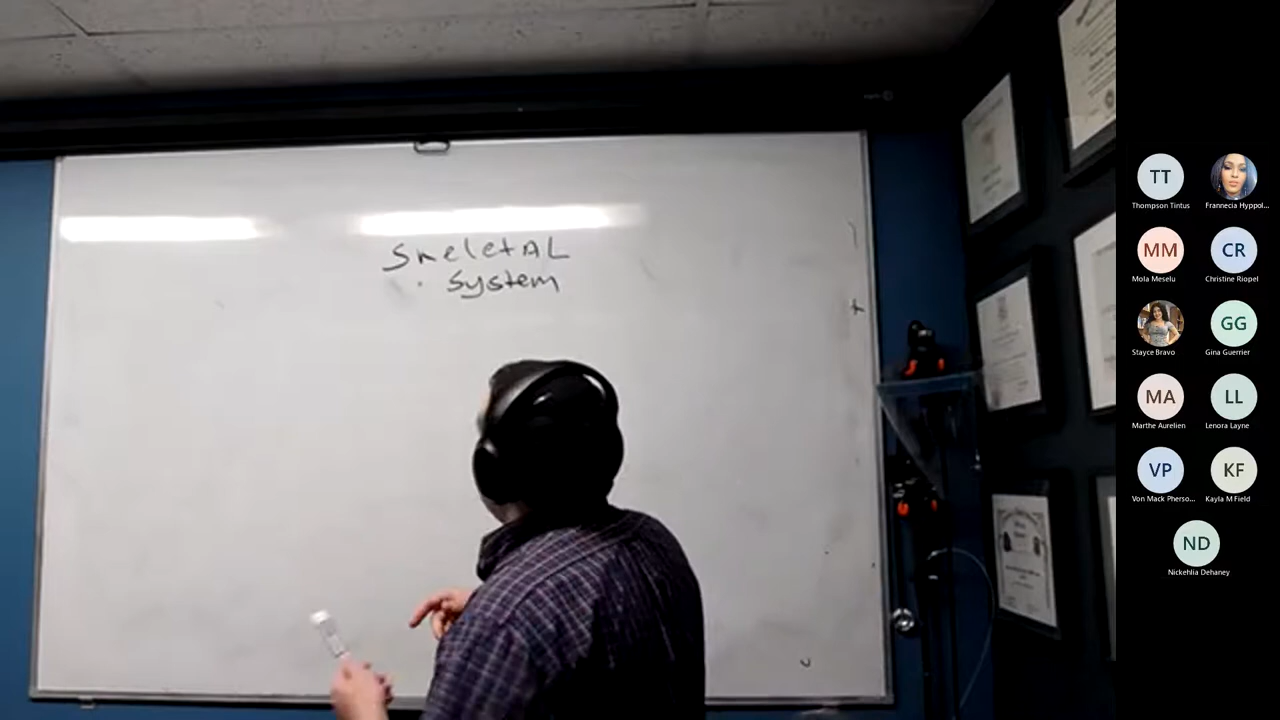 SkeletAL
System
TT
Thompson Tintus
Frannecia Hyppol...
MM
Mola Meselu
CR
Christine Riopel
Stayce Bravo
GG
Gina Guerrier
MA
Marthe Aurelien
LL
Lenora Layne
VP
Von Mack Pherso...
KF
Kayla M Field
ND
Nickehlia Dehaney